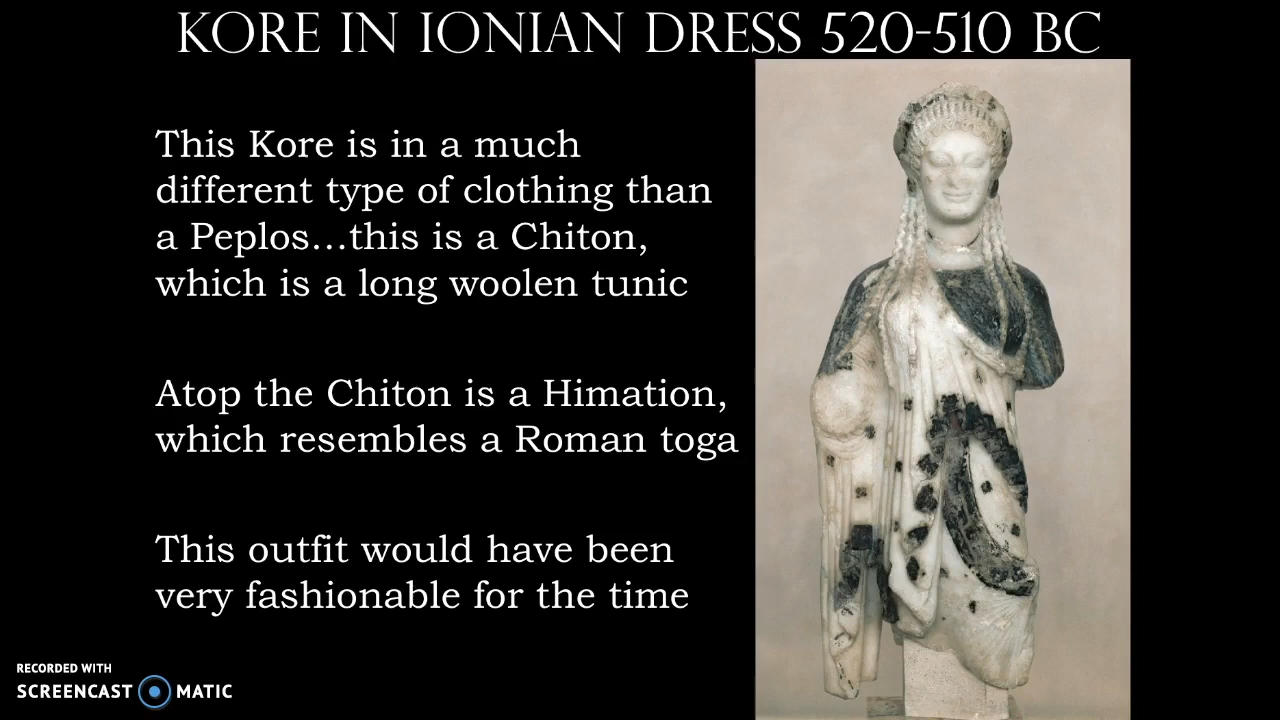 KORE IN IONIAN DRESS 520-510 BC
This Kore is in a much
different type of clothing than
a Peplos...this is a Chiton,
which is a long woolen tunic
Atop the Chiton is a Himation,
which resembles a Roman toga
This outfit would have been
very fashionable for the time
RECORDED WITH
SCREENCAST MATIC